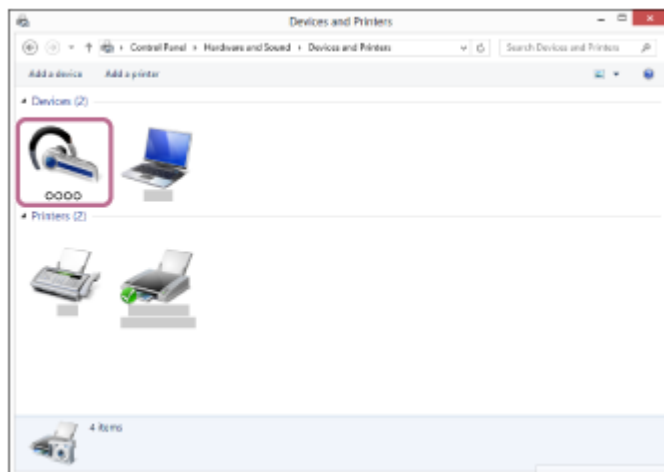 Devices and Printers
Control Panel › Hardware and Sound › Devices and Printers
Search Devices and Printers
Add a device Add a printer
Devices (2)
oooo
Printers (2)
4 items